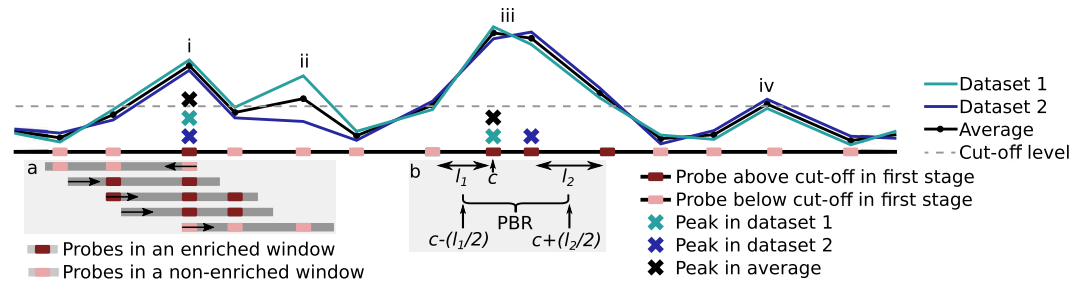 i
ii
iii
iv
Dataset 1
Dataset 2
Average
Cut-off level
a
b
l1
c
l2
PBR
c-(l1/2)
c+(l2/2)
Probes in an enriched window
Probes in a non-enriched window
Probe above cut-off in first stage
Probe below cut-off in first stage
Peak in dataset 1
Peak in dataset 2
Peak in average